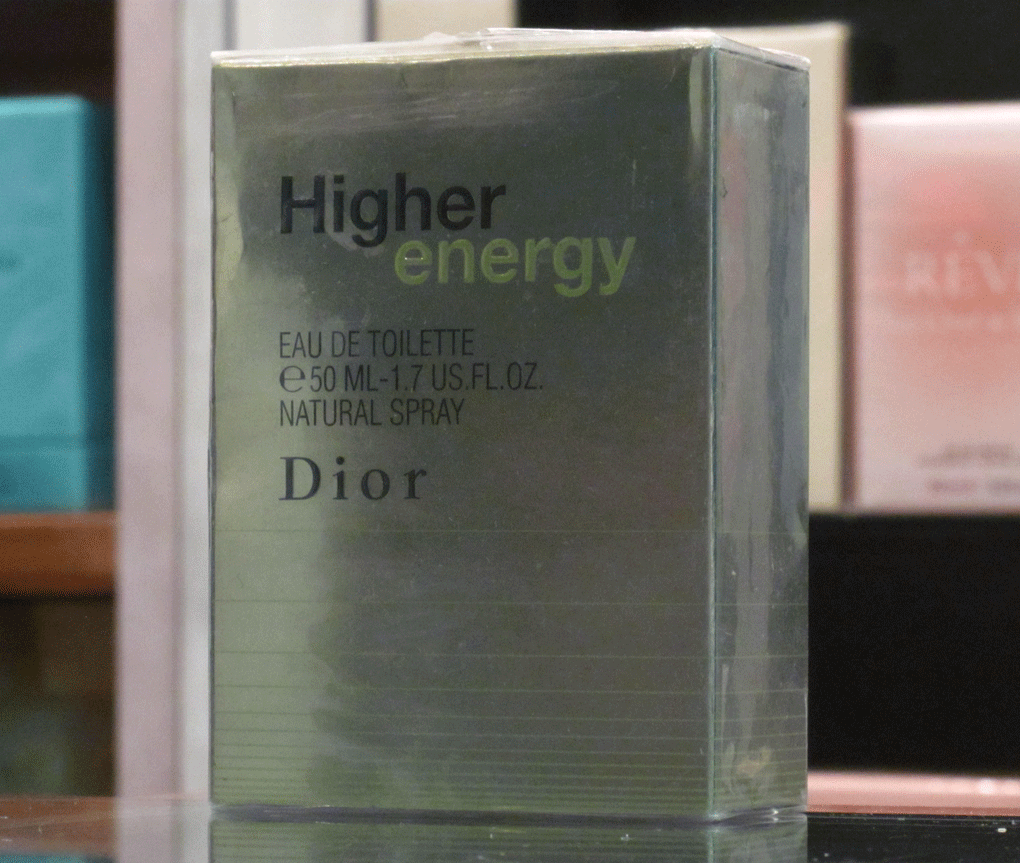 Higher
energy
EAU DE TOILETTE
℮50 ML-1.7 US.FL.OZ.
NATURAL SPRAY
Dior